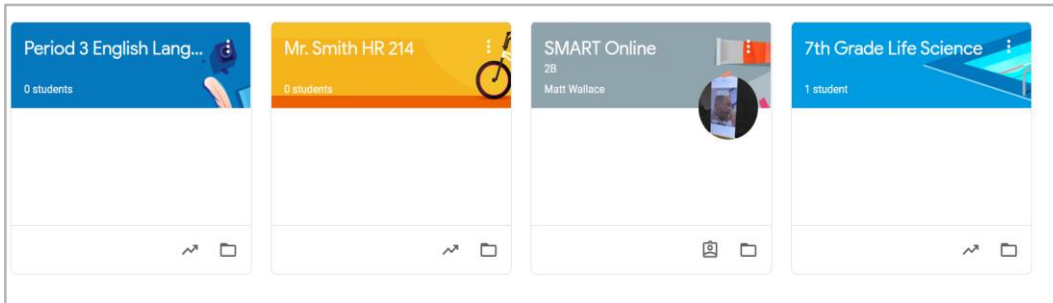 Period 3 English Lang...
0 students
Mr. Smith HR 214
0 students
SMART Online
2B
Matt Wallace
7th Grade Life Science
1 student